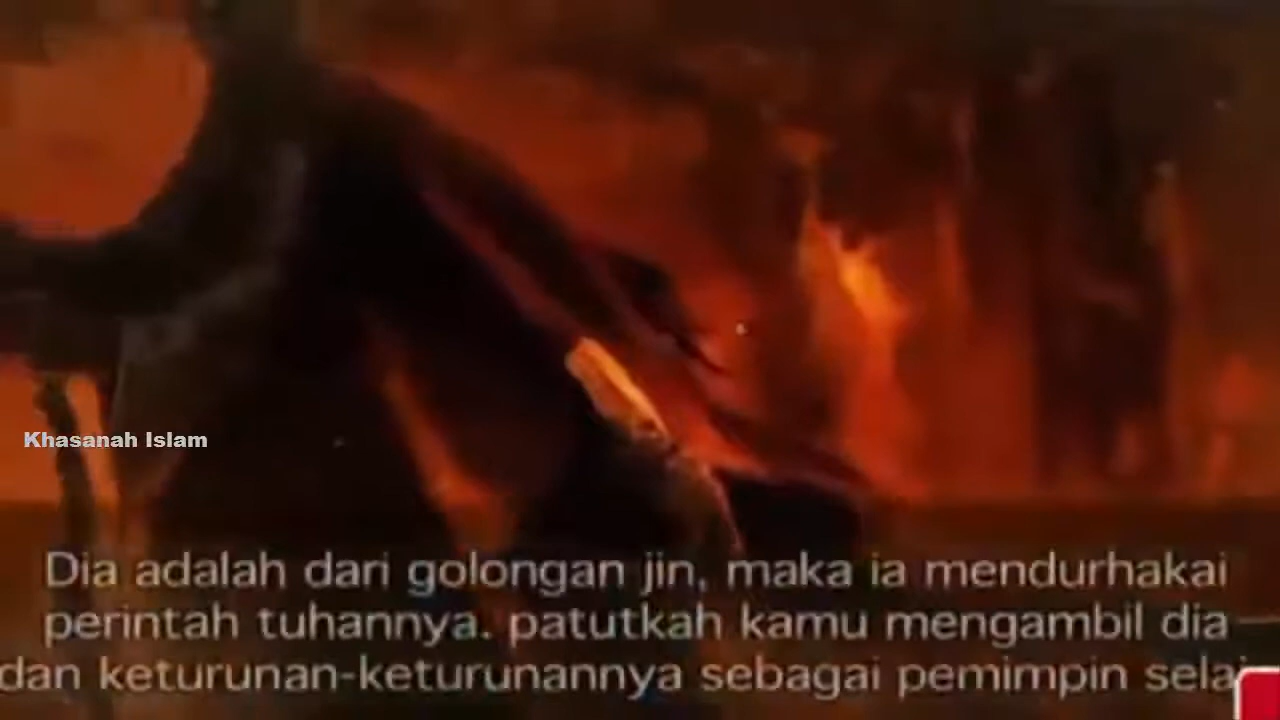 Khasanah Islam
Dia adalah dari golongan jin, maka ia mendurhakai
perintah tuhannya. patutkah kamu mengambil dia
dan keturunan-keturunannya sebagai pemimpin sela